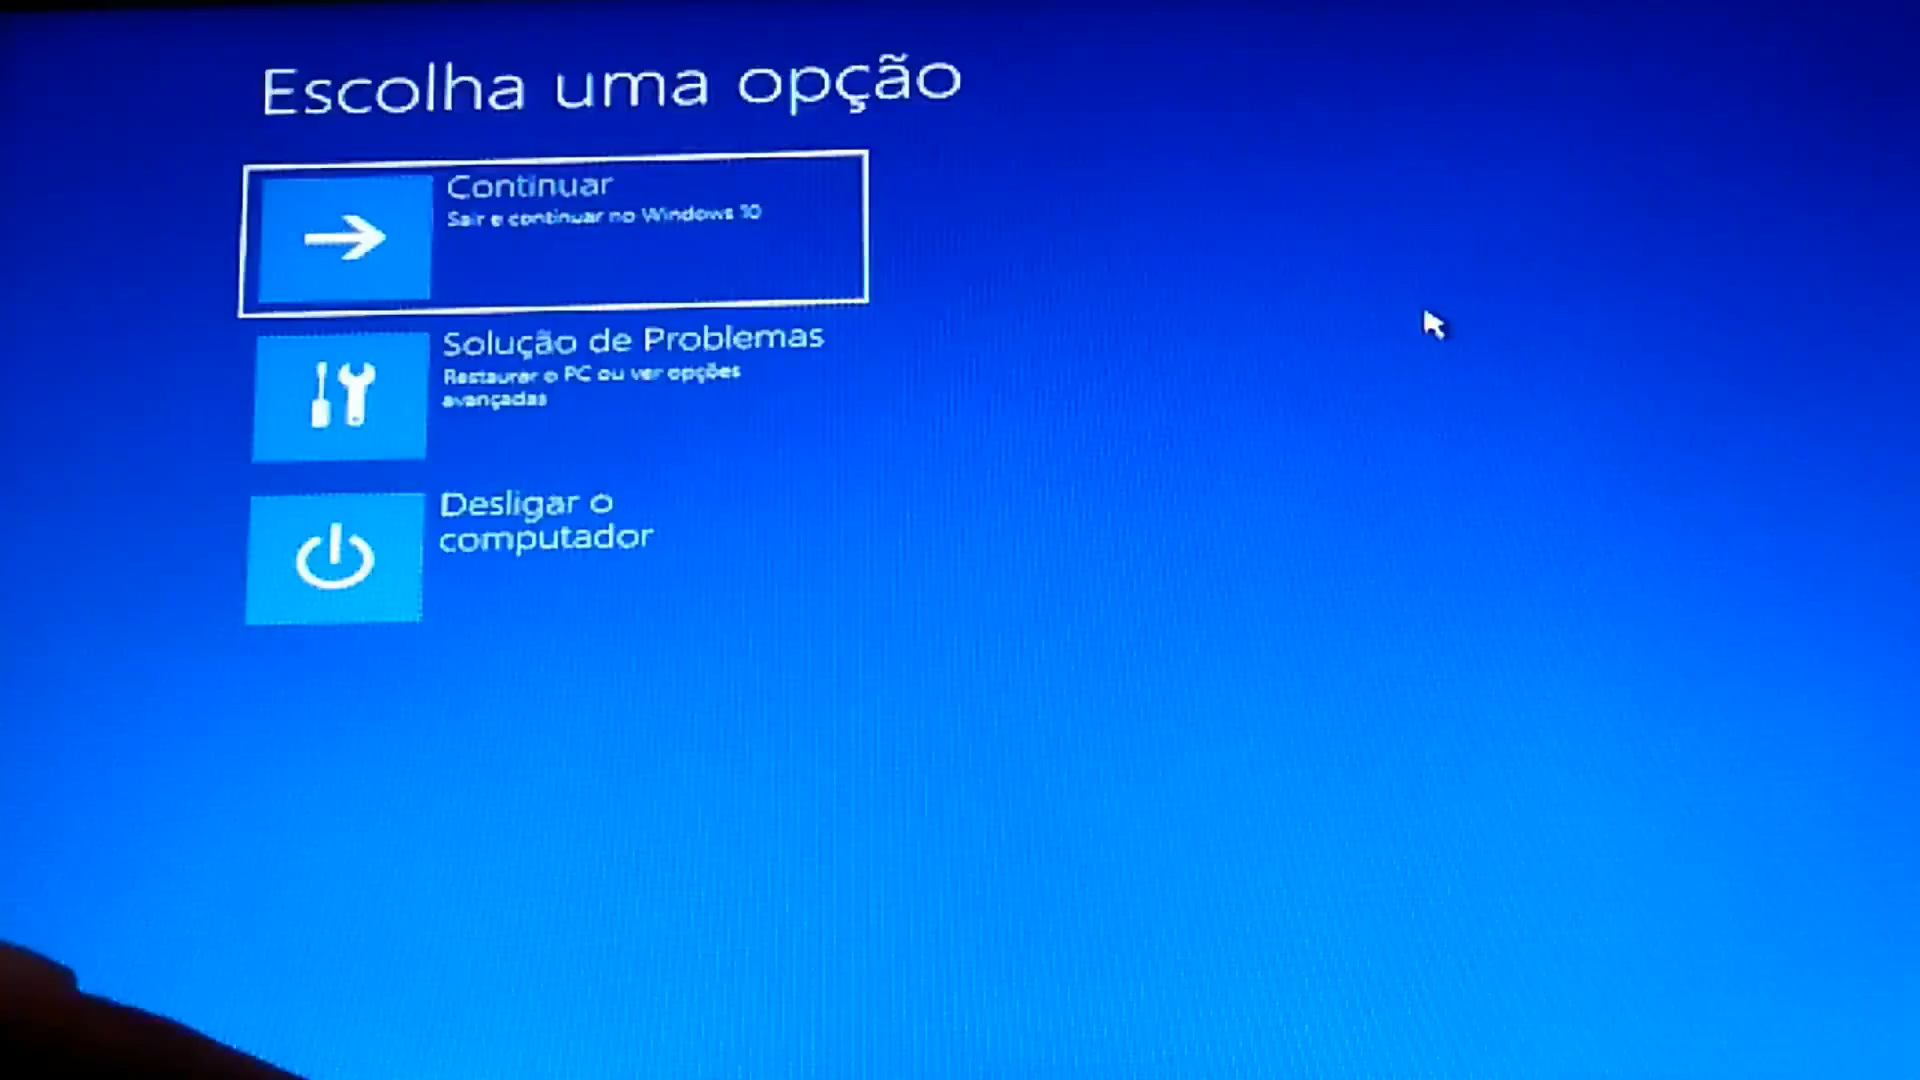 Escolha uma opção
Continuar
Sair e continuar no Windows 10
Solução de Problemas
Restaurar o PC ou ver opções
avançadas
Desligar o
computador